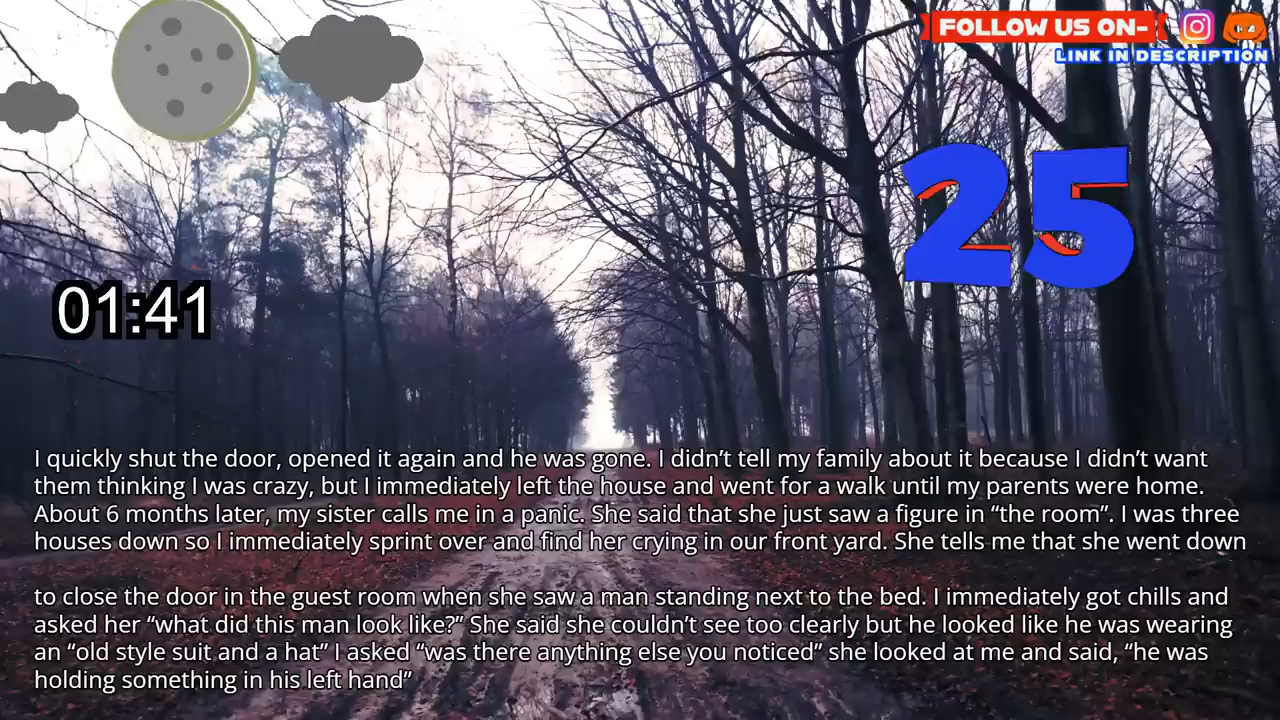 FOLLOW US ON-
LINK IN DESCRIPTION
25
01:41
I quickly shut the door, opened it again and he was gone. I didn’t tell my family about it because I didn’t want
them thinking I was crazy, but I immediately left the house and went for a walk until my parents were home.
About 6 months later, my sister calls me in a panic. She said that she just saw a figure in “the room”. I was three
houses down so I immediately sprint over and find her crying in our front yard. She tells me that she went down
to close the door in the guest room when she saw a man standing next to the bed. I immediately got chills and
asked her “what did this man look like?” She said she couldn’t see too clearly but he looked like he was wearing
an “old style suit and a hat” I asked “was there anything else you noticed” she looked at me and said, “he was
holding something in his left hand”